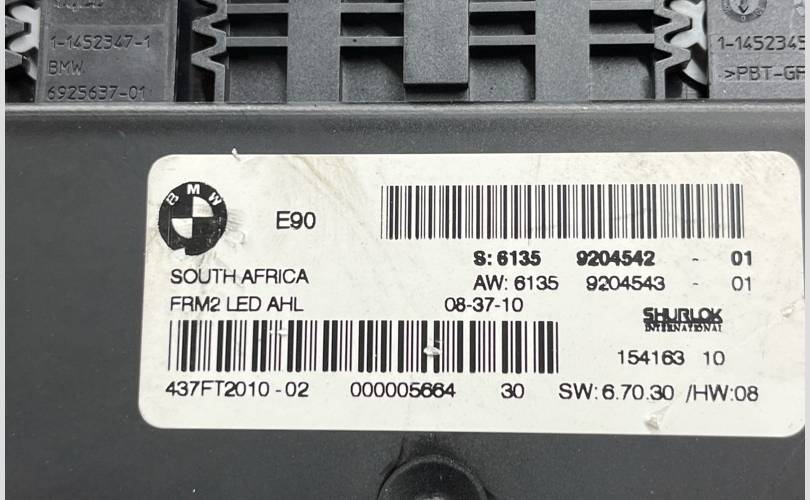 1-1452347-1
BMW
6925637-01
1-1452345
>PBT-GF
BMW
E90
S: 6135 9204542 - 01
SOUTH AFRICA
AW: 6135 9204543 - 01
FRM2 LED AHL 08-37-10
SHURLOK
INTERNATIONAL
154163 10
437FT2010-02 000005664 30 SW: 6.70.30 /HW:08